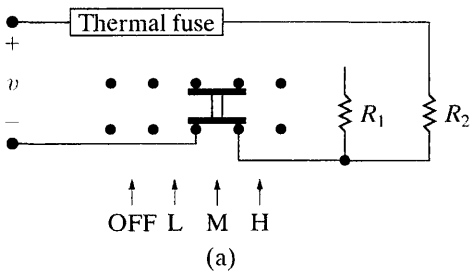 Thermal fuse
+
v
−
R1
R2
OFF L M H
(a)